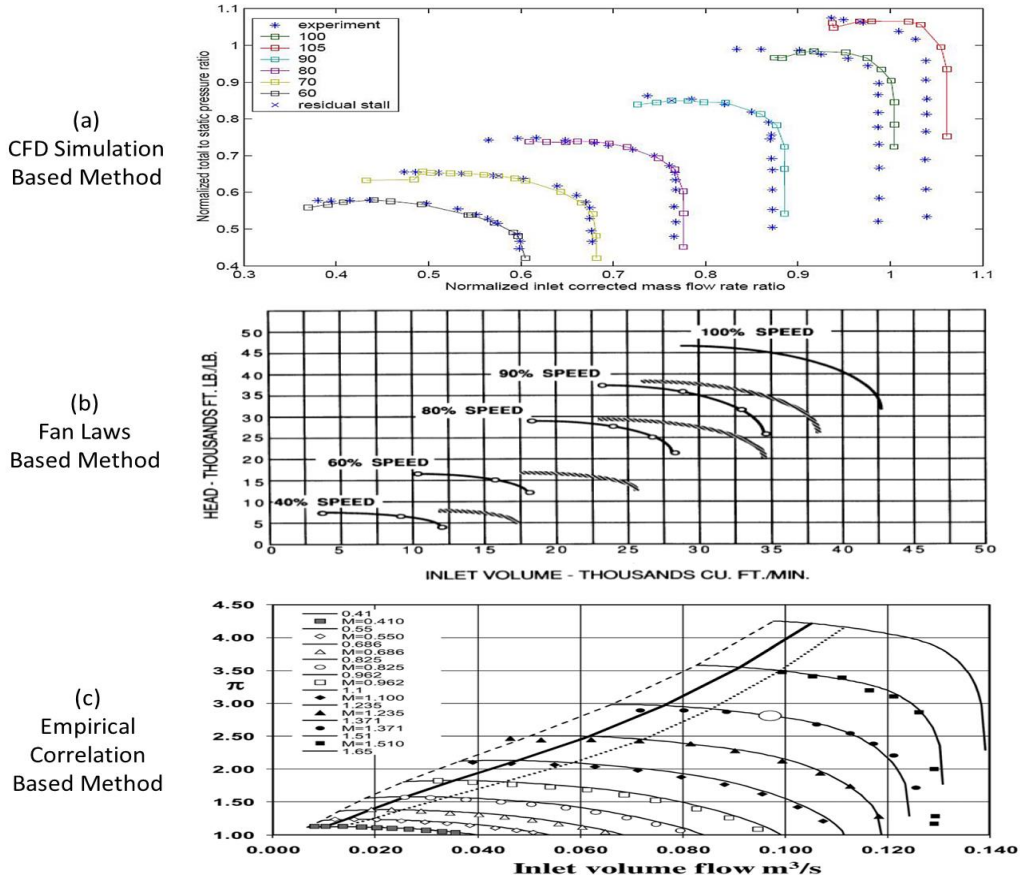 (a)
CFD Simulation
Based Method
Normalized total to static pressure ratio
1.1
1
0.9
0.8
0.7
0.6
0.5
0.4
experiment
100
105
90
80
70
60
residual stall
0.3
0.4
0.5
0.6
0.7
0.8
0.9
1
1.1
Normalized inlet corrected mass flow rate ratio
(b)
Fan Laws
Based Method
HEAD - THOUSANDS FT. LB./LB.
50
45
40
35
30
25
20
15
10
5
0
100% SPEED
90% SPEED
80% SPEED
60% SPEED
40% SPEED
0
5
10
15
20
25
30
35
40
45
50
INLET VOLUME - THOUSANDS CU. FT./MIN.
(c)
Empirical
Correlation
Based Method
π
4.50
4.00
3.50
3.00
2.50
2.00
1.50
1.00
0.41
M=0.410
0.55
M=0.550
0.686
M=0.686
0.825
M=0.825
0.962
M=0.962
1.1
M=1.100
1.235
M=1.235
1.371
M=1.371
1.51
M=1.510
1.65
0.000
0.020
0.040
0.060
0.080
0.100
0.120
0.140
Inlet volume flow m³/s